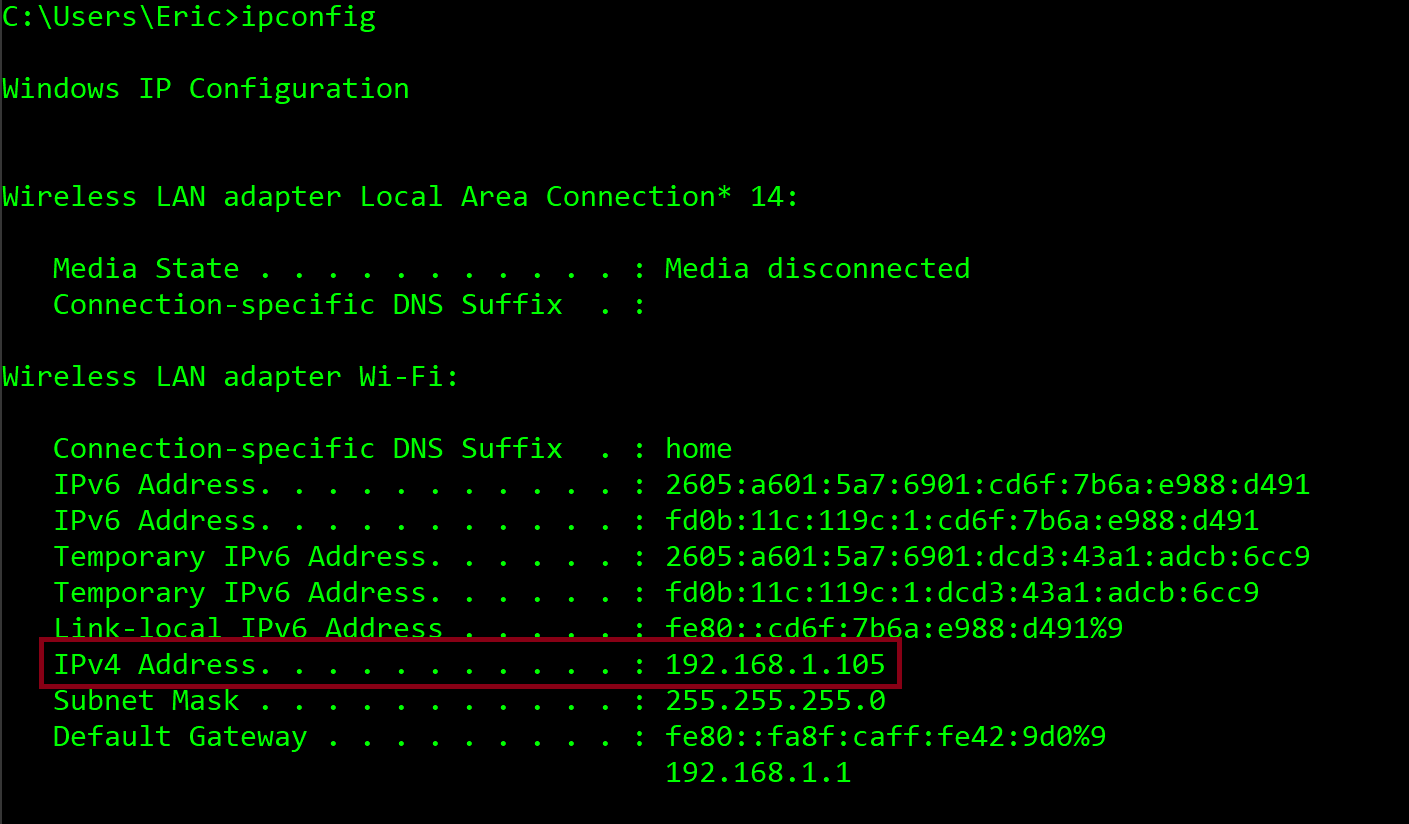 C:\Users\Eric>ipconfig
Windows IP Configuration
Wireless LAN adapter Local Area Connection* 14:
Media State . . . . . . . . . . . : Media disconnected
Connection-specific DNS Suffix  . :
Wireless LAN adapter Wi-Fi:
Connection-specific DNS Suffix  . : home
IPv6 Address. . . . . . . . . . . : 2605:a601:5a7:6901:cd6f:7b6a:e988:d491
IPv6 Address. . . . . . . . . . . : fd0b:11c:119c:1:cd6f:7b6a:e988:d491
Temporary IPv6 Address. . . . . . : 2605:a601:5a7:6901:dcd3:43a1:adcb:6cc9
Temporary IPv6 Address. . . . . . : fd0b:11c:119c:1:dcd3:43a1:adcb:6cc9
Link-local IPv6 Address . . . . . : fe80::cd6f:7b6a:e988:d491%9
IPv4 Address. . . . . . . . . . . : 192.168.1.105
Subnet Mask . . . . . . . . . . . : 255.255.255.0
Default Gateway . . . . . . . . . : fe80::fa8f:caff:fe42:9d0%9
192.168.1.1